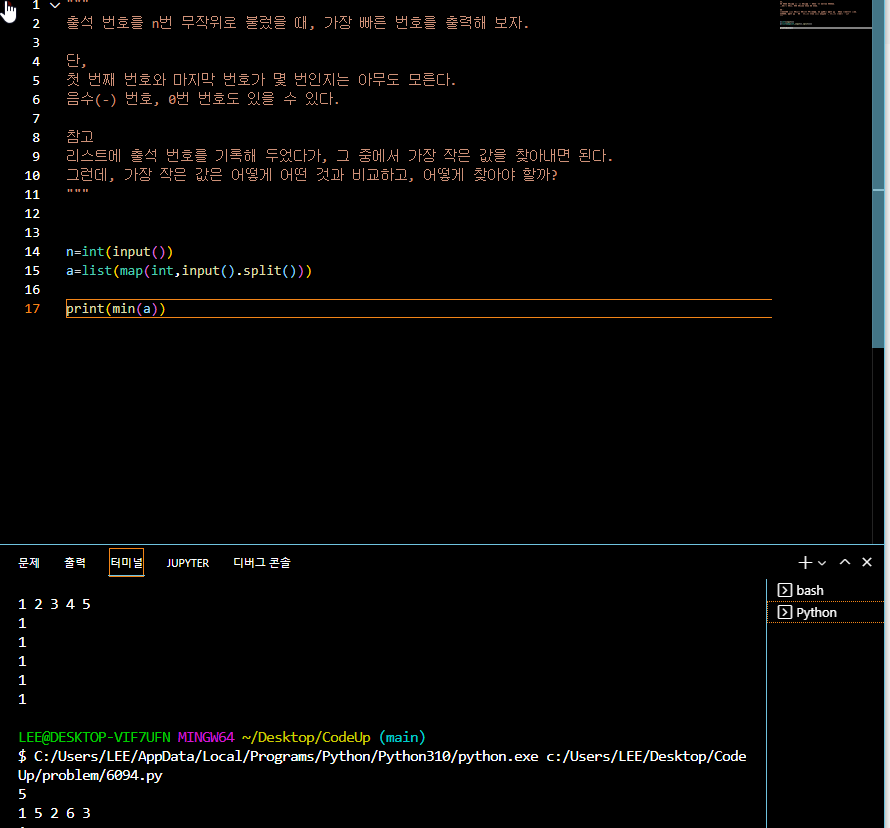 1 """
2 출석 번호를 n번 무작위로 불렀을 때, 가장 빠른 번호를 출력해 보자.
3
4 단,
5 첫 번째 번호와 마지막 번호가 몇 번인지는 아무도 모른다.
6 음수(-) 번호, 0번 번호도 있을 수 있다.
7
8 참고
9 리스트에 출석 번호를 기록해 두었다가, 그 중에서 가장 작은 값을 찾아내면 된다.
10 그런데, 가장 작은 값은 어떻게 어떤 것과 비교하고, 어떻게 찾아야 할까?
11 """
12
13
14 n=int(input())
15 a=list(map(int,input().split()))
16
17 print(min(a))
문제 출력 터미널 JUPYTER 디버그 콘솔
1 2 3 4 5
1
1
1
1
1
LEE@DESKTOP-VIF7UFN MINGW64 ~/Desktop/CodeUp (main)
$ C:/Users/LEE/AppData/Local/Programs/Python/Python310/python.exe c:/Users/LEE/Desktop/Code
Up/problem/6094.py
5
1 5 2 6 3
bash
Python